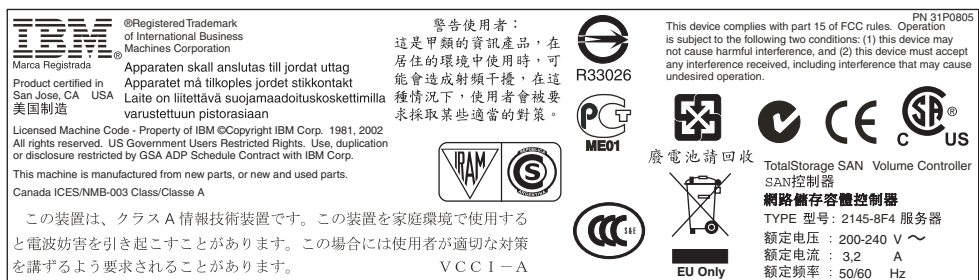 IBM®
Marca Registrada
®Registered Trademark
of International Business
Machines Corporation
Product certified in
San Jose, CA USA
美国制造
Apparaten skall anslutas till jordat uttag
Apparatet må tilkoples jordet stikkontakt
Laite on liitettävä suojamaadoituskoskettimilla
varustettuun pistorasiaan
Licensed Machine Code - Property of IBM ©Copyright IBM Corp. 1981, 2002
All rights reserved. US Government Users Restricted Rights. Use, duplication
or disclosure restricted by GSA ADP Schedule Contract with IBM Corp.
This machine is manufactured from new parts, or new and used parts.
Canada ICES/NMB-003 Class/Classe A
この装置は、クラス A 情報技術装置です。この装置を家庭環境で使用する
と電波妨害を引き起こすことがあります。この場合には使用者が適切な対策
を講ずるよう要求されることがあります。 VCCI－A
警告使用者：
這是甲類的資訊產品，在
居住的環境中使用時，可
能會造成射頻干擾，在這
種情況下，使用者會被要
求採取某些適當的對策。
IRAM
REPUBLICA
S
ARGENTINA
R33026
PCT
ME01
CCC S&E
PN 31P0805
This device complies with part 15 of FCC rules. Operation
is subject to the following two conditions: (1) this device may
not cause harmful interference, and (2) this device must accept
any interference received, including interference that may cause
undesired operation.
廢電池請回收
EU Only
CE
SA®
C US
TotalStorage SAN Volume Controller
SAN控制器
網路儲存容體控制器
TYPE 型号: 2145-8F4 服务器
额定电压 : 200-240 V ～
额定电流 : 3,2 A
额定频率 : 50/60 Hz